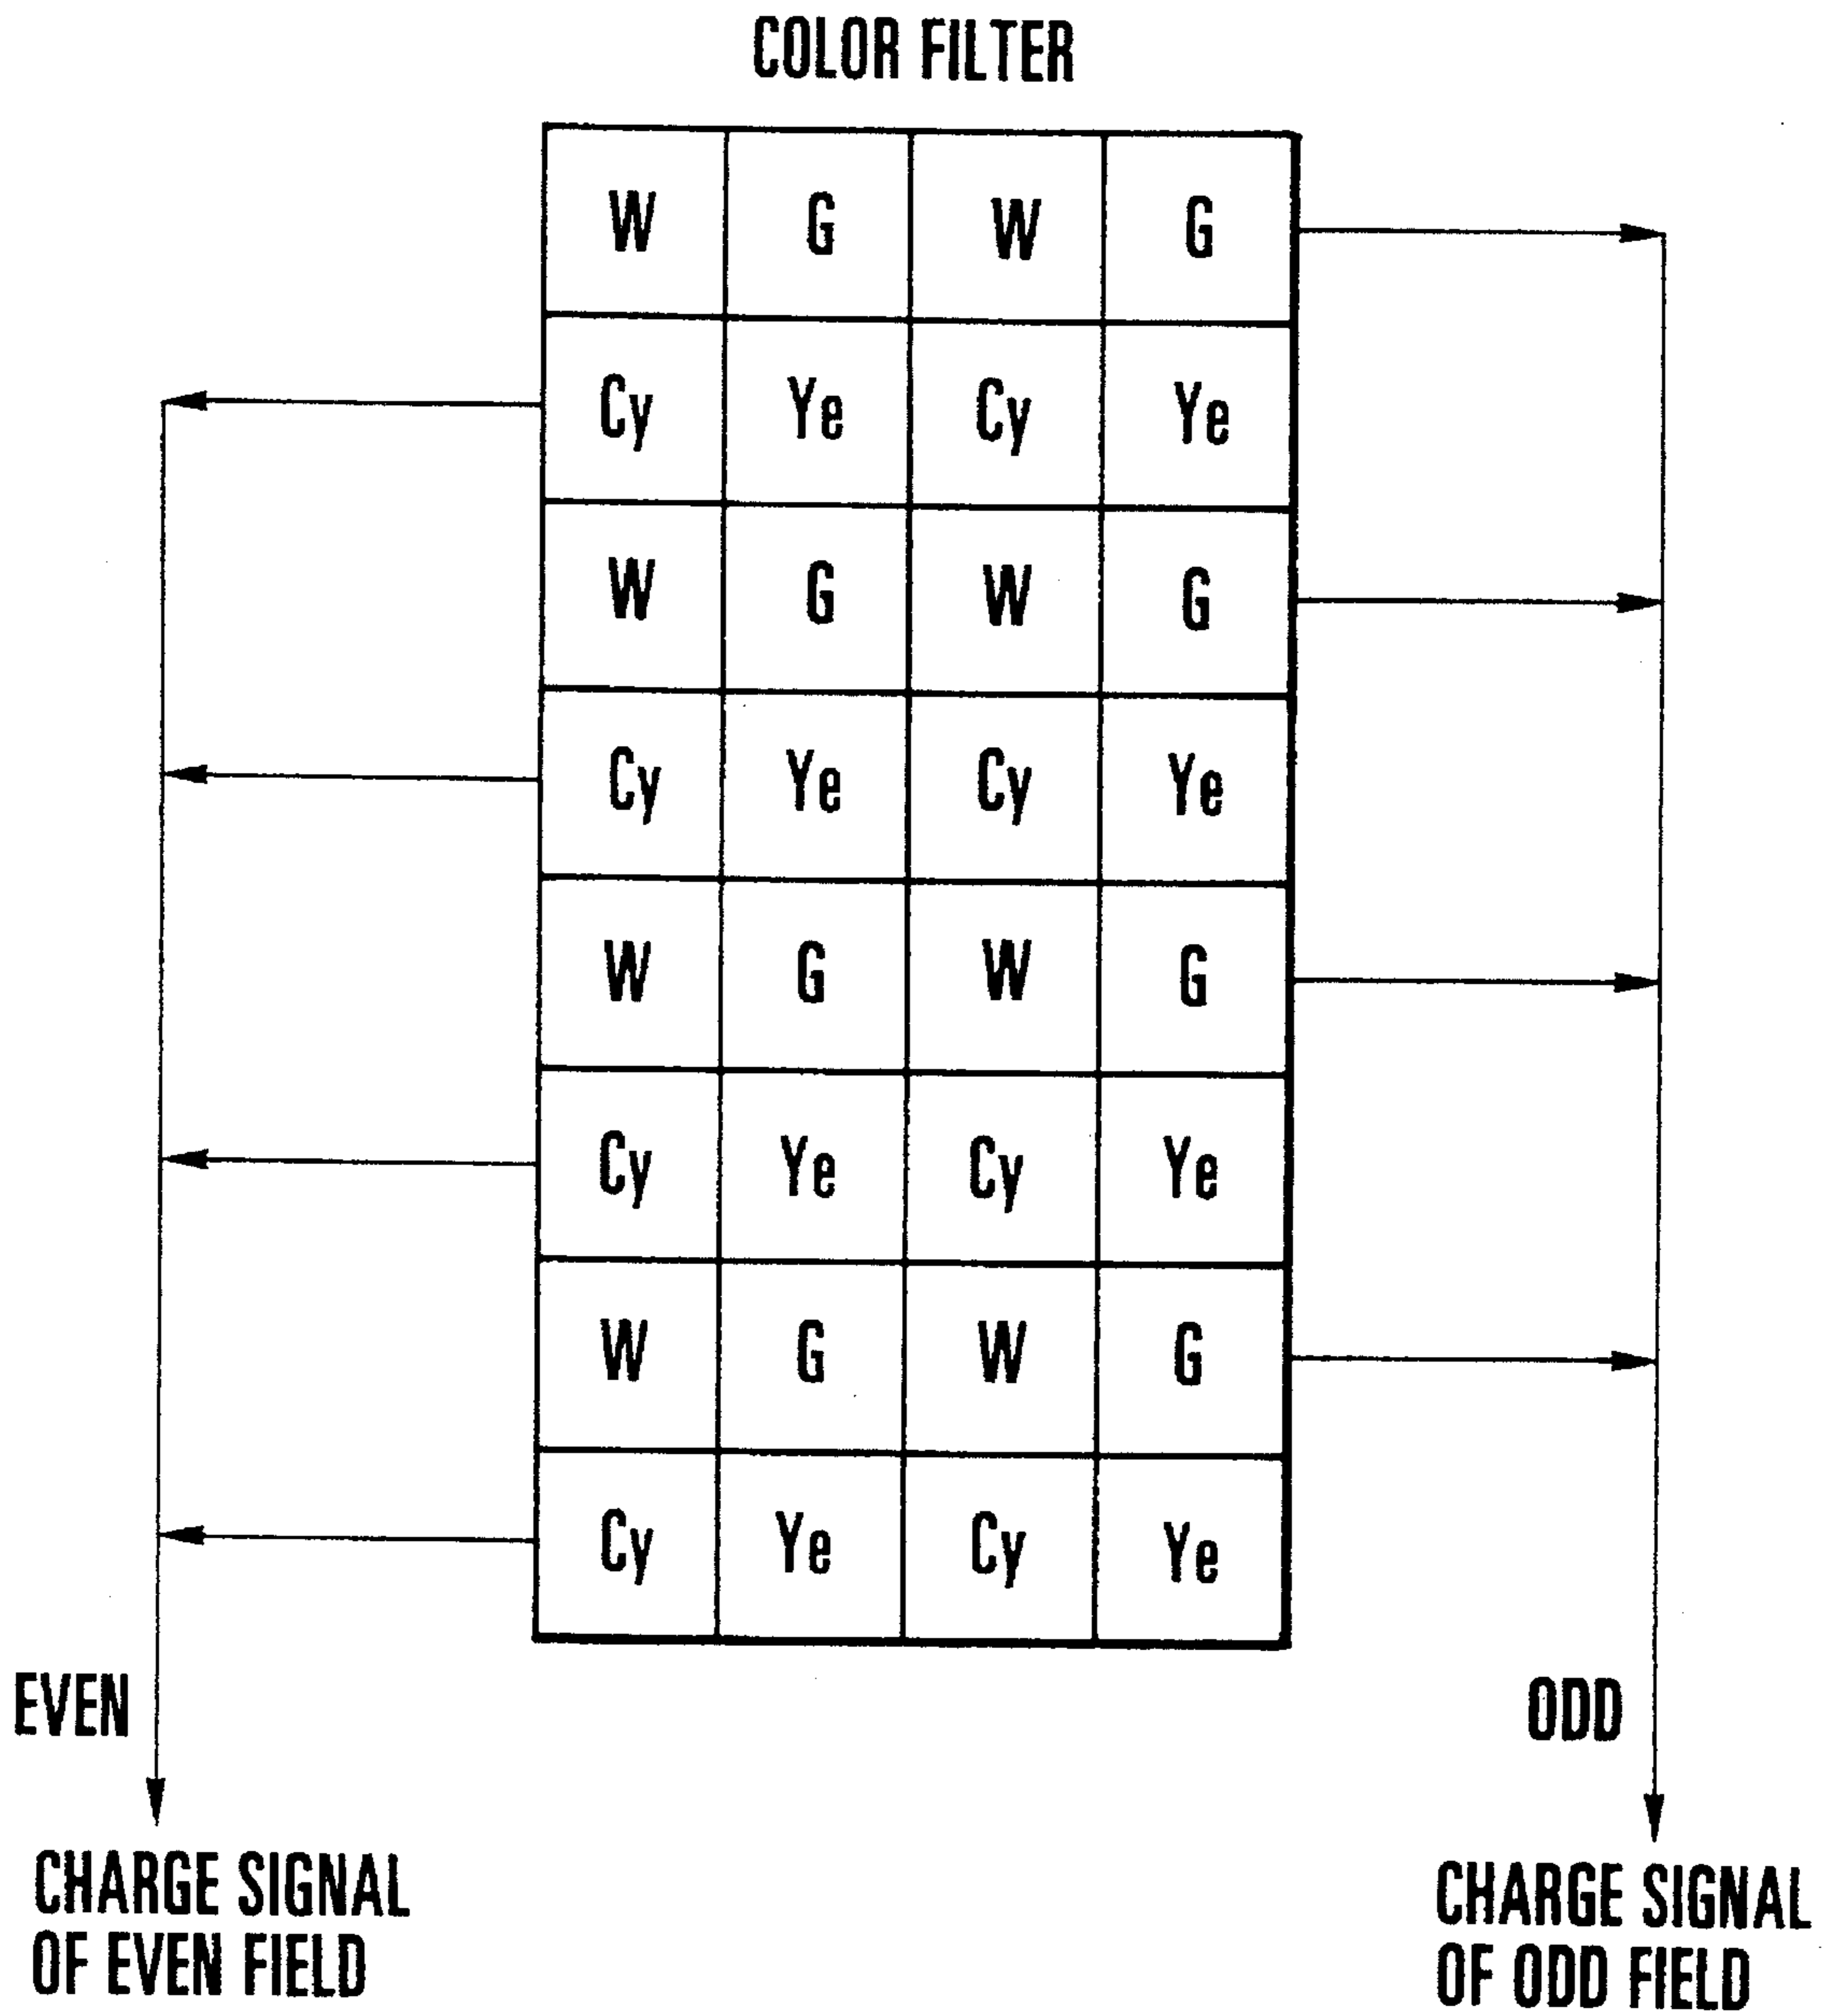 COLOR FILTER
W G W G
Cy Ye Cy Ye
W G W G
Cy Ye Cy Ye
W G W G
Cy Ye Cy Ye
W G W G
Cy Ye Cy Ye
EVEN
ODD
CHARGE SIGNAL
OF EVEN FIELD
CHARGE SIGNAL
OF ODD FIELD